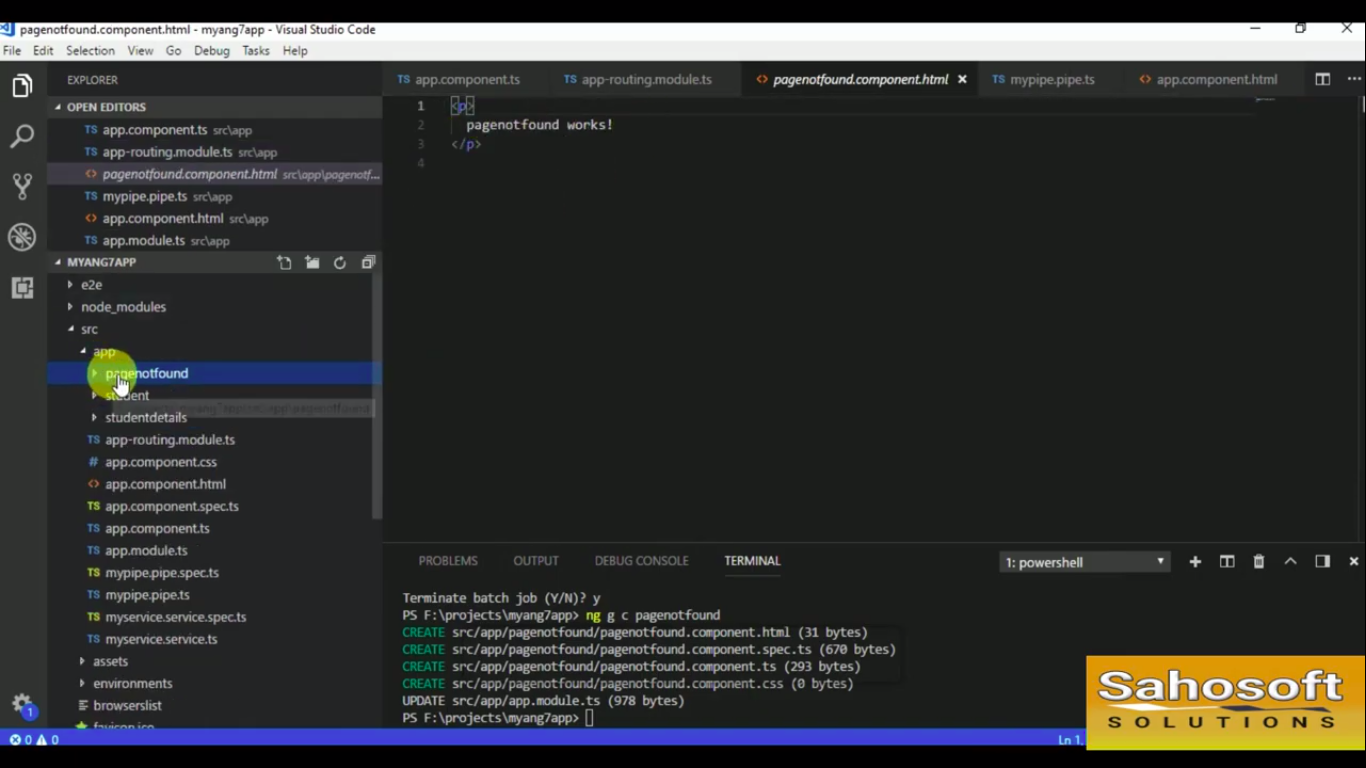 pagenotfound.component.html - myang7app - Visual Studio Code
File Edit Selection View Go Debug Tasks Help
EXPLORER
OPEN EDITORS
TS app.component.ts src\app
TS app-routing.module.ts src\app
<> pagenotfound.component.html src\app\pagenotf...
TS mypipe.pipe.ts src\app
<> app.component.html src\app
TS app.module.ts src\app
MYANG7APP
e2e
node_modules
src
app
pagenotfound
student
studentdetails
TS app-routing.module.ts
# app.component.css
<> app.component.html
TS app.component.spec.ts
TS app.component.ts
TS app.module.ts
TS mypipe.pipe.spec.ts
TS mypipe.pipe.ts
TS myservice.service.spec.ts
TS myservice.service.ts
assets
environments
browserslist
favicon.ico
TS app.component.ts TS app-routing.module.ts <> pagenotfound.component.html TS mypipe.pipe.ts <> app.component.html
1 <p>
2 pagenotfound works!
3 </p>
4
PROBLEMS OUTPUT DEBUG CONSOLE TERMINAL 1: powershell
Terminate batch job (Y/N)? y
PS F:\projects\myang7app> ng g c pagenotfound
CREATE src/app/pagenotfound/pagenotfound.component.html (31 bytes)
CREATE src/app/pagenotfound/pagenotfound.component.spec.ts (670 bytes)
CREATE src/app/pagenotfound/pagenotfound.component.ts (293 bytes)
CREATE src/app/pagenotfound/pagenotfound.component.css (0 bytes)
UPDATE src/app/app.module.ts (978 bytes)
PS F:\projects\myang7app>
1
0 0
Ln 1,
Sahosoft
SOLUTIONS